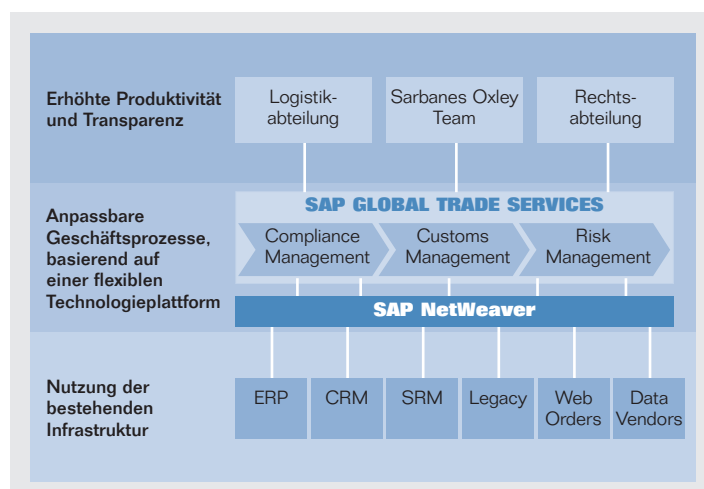 Erhöhte Produktivität
und Transparenz
Logistik-
abteilung
Sarbanes Oxley
Team
Rechts-
abteilung
Anpassbare
Geschäftsprozesse,
basierend auf
einer flexiblen
Technologieplattform
SAP GLOBAL TRADE SERVICES
Compliance
Management
Customs
Management
Risk
Management
SAP NetWeaver
Nutzung der
bestehenden
Infrastruktur
ERP
CRM
SRM
Legacy
Web
Orders
Data
Vendors